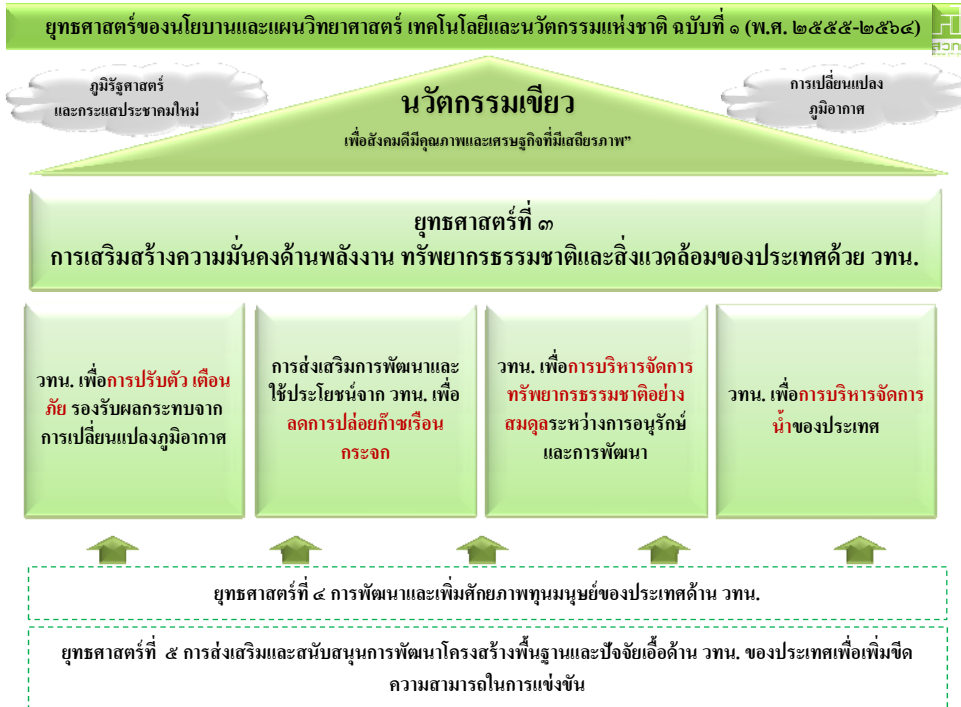 ยุทธศาสตร์ของนโยบานและแผนวิทยาศาสตร์ เทคโนโลยีและนวัตกรรมแห่งชาติ ฉบับที่ ๑ (พ.ศ. ๒๕๕๕-๒๕๖๔)
สวท
ภูมิรัฐศาสตร์
และกระแสประชาคมใหม่
การเปลี่ยนแปลง
ภูมิอากาศ
นวัตกรรมเขียว
เพื่อสังคมดีมีคุณภาพและเศรษฐกิจที่มีเสถียรภาพ”
ยุทธศาสตร์ที่ ๓
การเสริมสร้างความมั่นคงด้านพลังงาน ทรัพยากรธรรมชาติและสิ่งแวดล้อมของประเทศด้วย วทน.
วทน. เพื่อการปรับตัว เตือน
ภัย รองรับผลกระทบจาก
การเปลี่ยนแปลงภูมิอากาศ
การส่งเสริมการพัฒนาและ
ใช้ประโยชน์จาก วทน. เพื่อ
ลดการปล่อยก๊าซเรือน
กระจก
วทน. เพื่อการบริหารจัดการ
ทรัพยากรธรรมชาติอย่าง
สมดุลระหว่างการอนุรักษ์
และการพัฒนา
วทน. เพื่อการบริหารจัดการ
น้ำของประเทศ
ยุทธศาสตร์ที่ ๔ การพัฒนาและเพิ่มศักยภาพทุนมนุษย์ของประเทศด้าน วทน.
ยุทธศาสตร์ที่ ๕ การส่งเสริมและสนับสนุนการพัฒนาโครงสร้างพื้นฐานและปัจจัยเอื้อด้าน วทน. ของประเทศเพื่อเพิ่มขีด
ความสามารถในการแข่งขัน